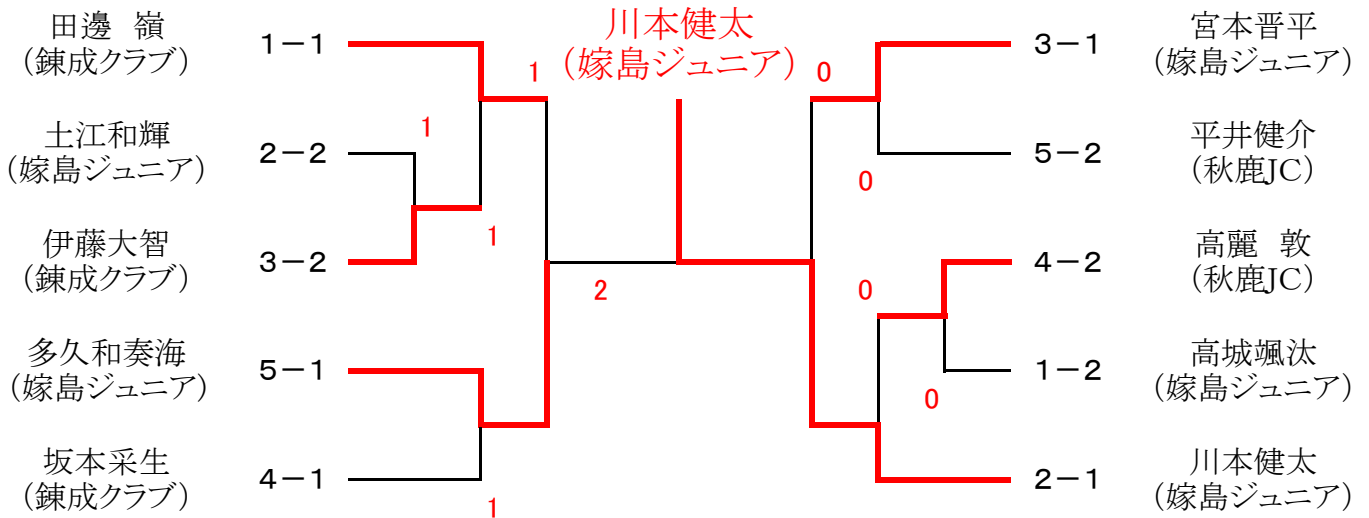 川本健太
（嫁島ジュニア）
田邊　嶺
（錬成クラブ）
1－1
1
土江和輝
（嫁島ジュニア）
2－2
1
伊藤大智
（錬成クラブ）
3－2
1
多久和奏海
（嫁島ジュニア）
5－1
坂本采生
（錬成クラブ）
4－1
1
2
0
3－1
宮本晋平
（嫁島ジュニア）
5－2
平井健介
（秋鹿JC）
0
4－2
高麗　敦
（秋鹿JC）
0
1－2
高城颯汰
（嫁島ジュニア）
0
2－1
川本健太
（嫁島ジュニア）